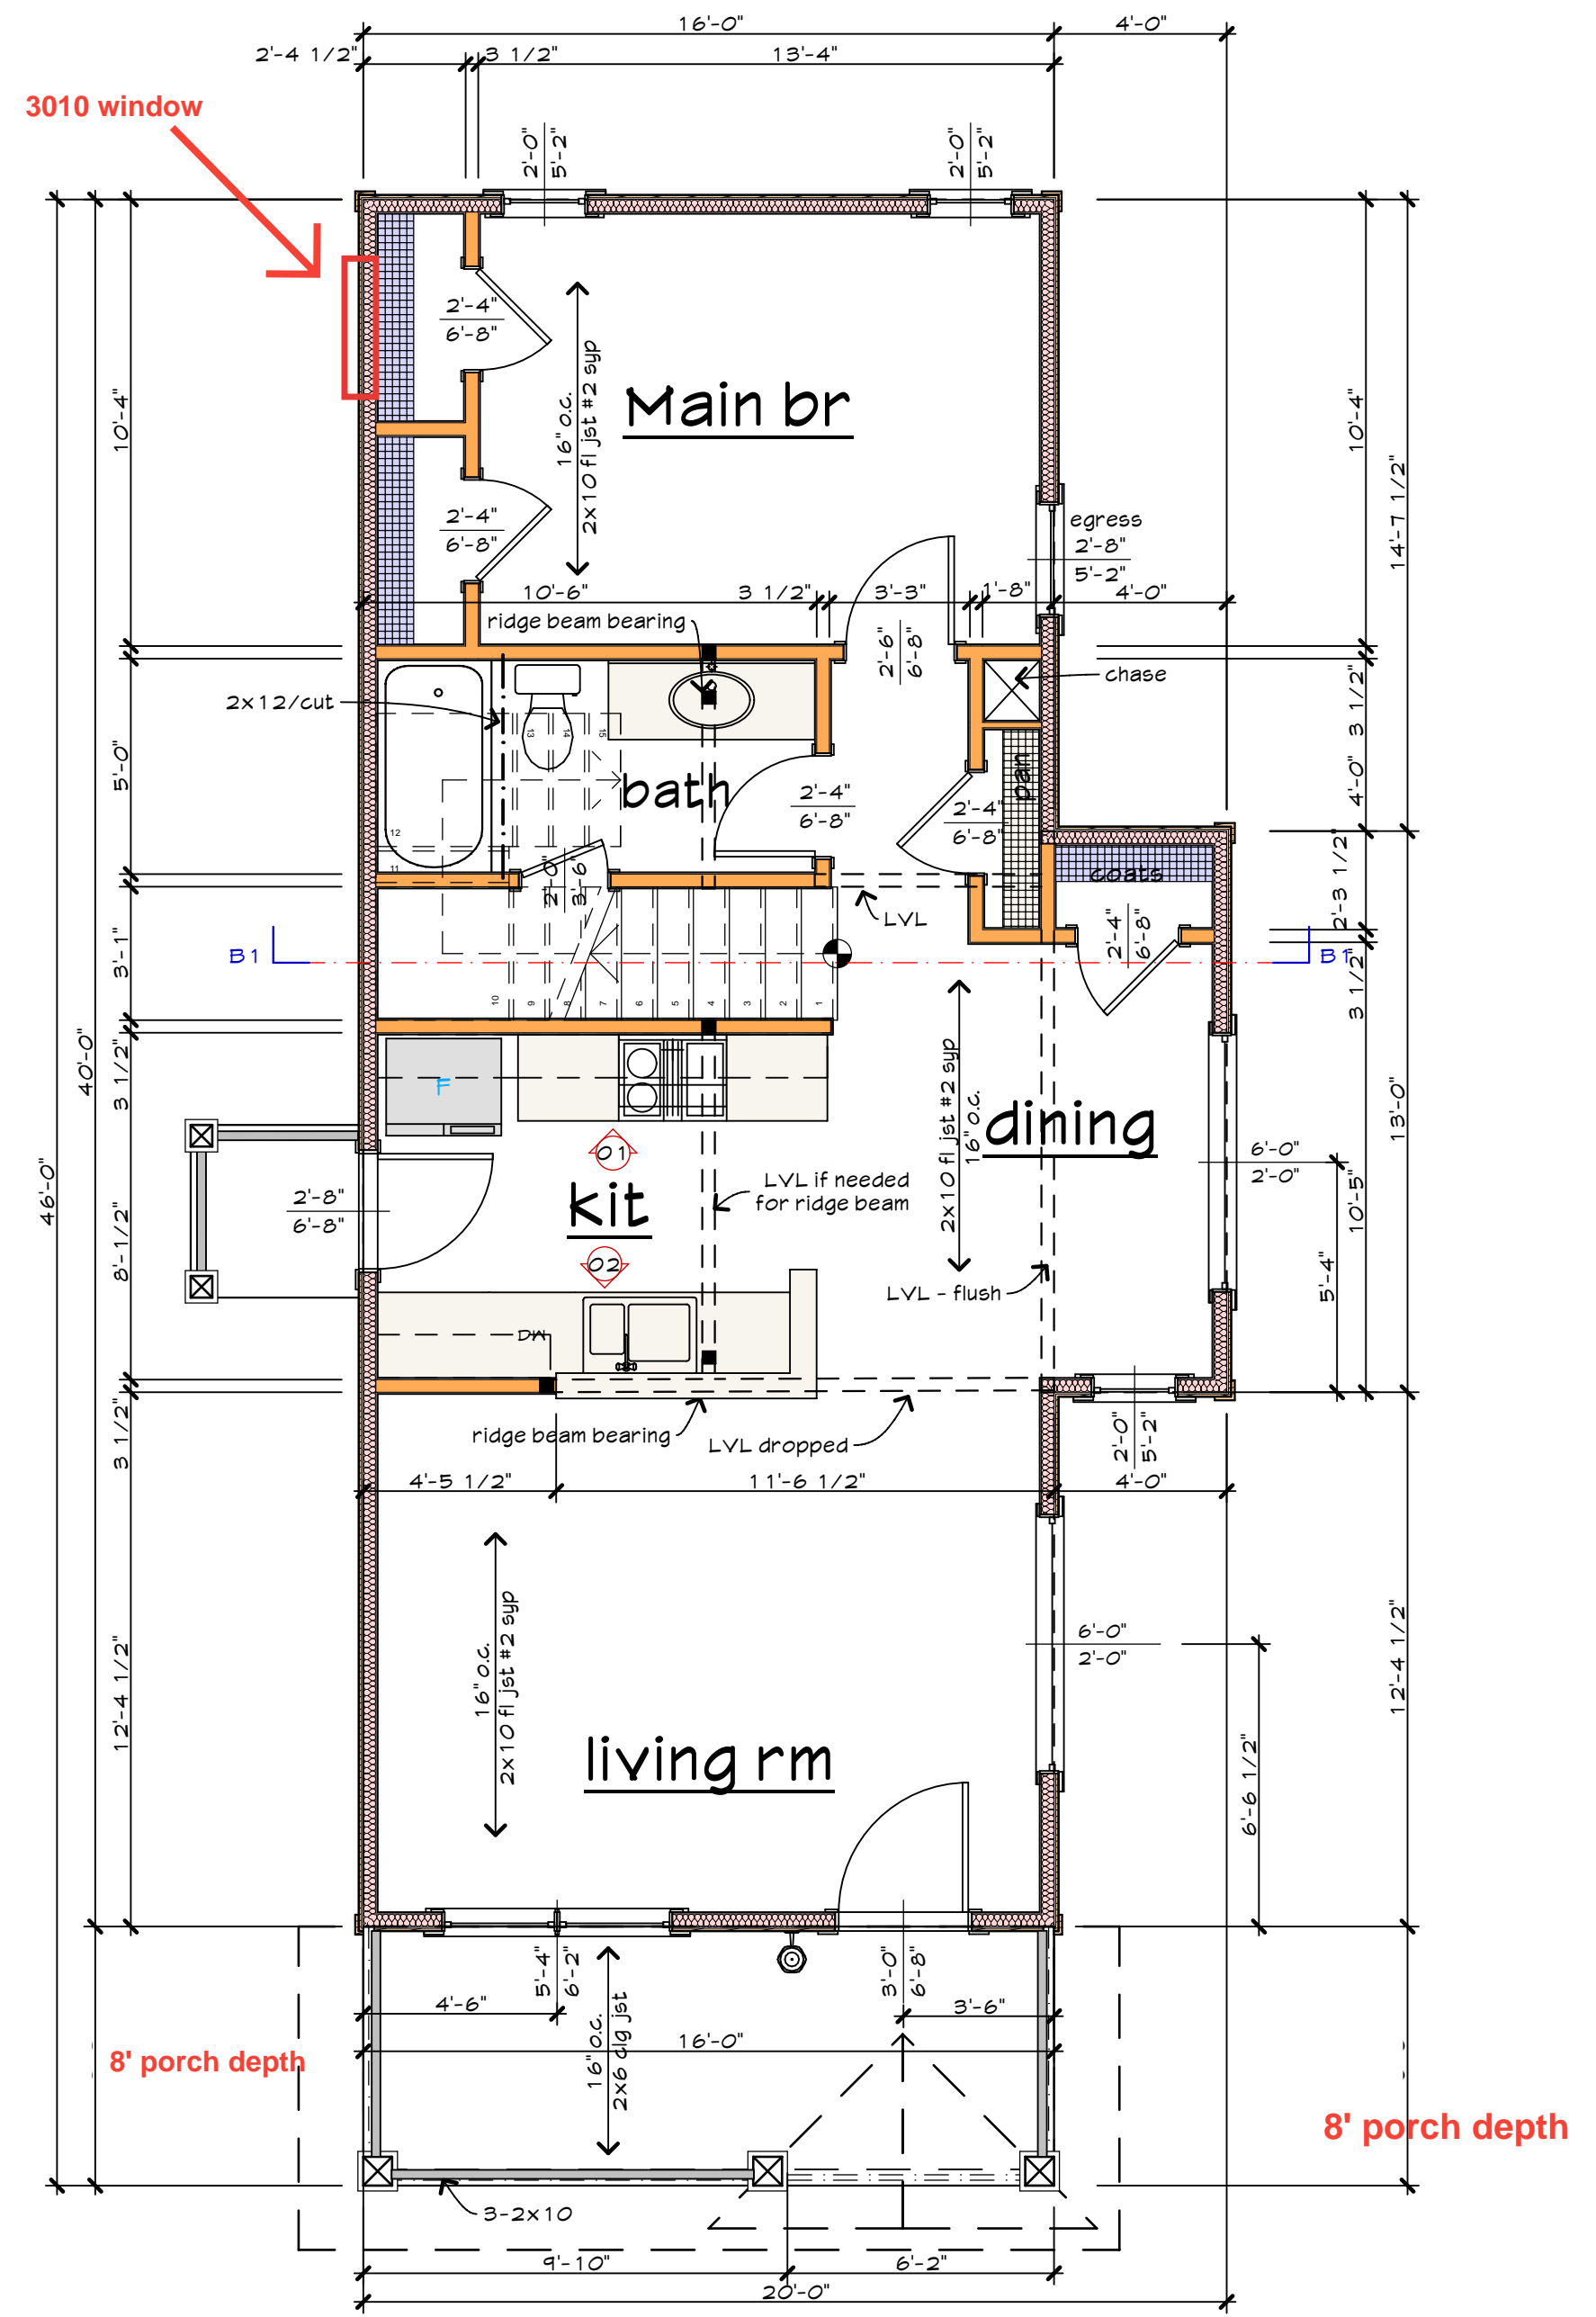 16'-0"
4'-0"
2'-4 1/2"
3 1/2"
13'-4"
3010 window
2'-0"
5'-2"
2'-0"
5'-2"
2'-4"
6'-8"
16" o.c.
2x10 fl jst #2 syp
Main br
10'-4"
10'-4"
14'-7 1/2"
2'-4"
6'-8"
egress
2'-8"
5'-2"
10'-6"
3 1/2"
3'-3"
1'-8"
4'-0"
ridge beam bearing
2'-6"
6'-8"
chase
2x12/cut
3 1/2"
13
14
15
5'-0"
bath
pan
4'-0"
2'-4"
6'-8"
2'-4"
6'-8"
12
11
2'-0"
3'-6"
coats
2'-3 1/2"
LVL
2'-4"
6'-8"
B1
B1
3'-1"
3 1/2"
10
9
8
7
6
5
4
3
2
1
40'-0"
3 1/2"
F
2x10 fl jst #2 syp
16" o.c.
dining
13'-0"
01
6'-0"
2'-0"
46'-0"
2'-8"
6'-8"
kit
LVL if needed
for ridge beam
8'-1/2"
10'-5"
02
LVL - flush
5'-4"
DW
3 1/2"
ridge beam bearing
LVL dropped
2'-0"
5'-2"
4'-5 1/2"
11'-6 1/2"
4'-0"
16" o.c.
2x10 fl jst #2 syp
6'-0"
2'-0"
12'-4 1/2"
12'-4 1/2"
living rm
6'-6 1/2"
5'-4"
6'-2"
3'-0"
6'-8"
4'-6"
3'-6"
16" o.c.
2x6 clg jst
16'-0"
8' porch depth
8' porch depth
3-2x10
9'-10"
6'-2"
20'-0"